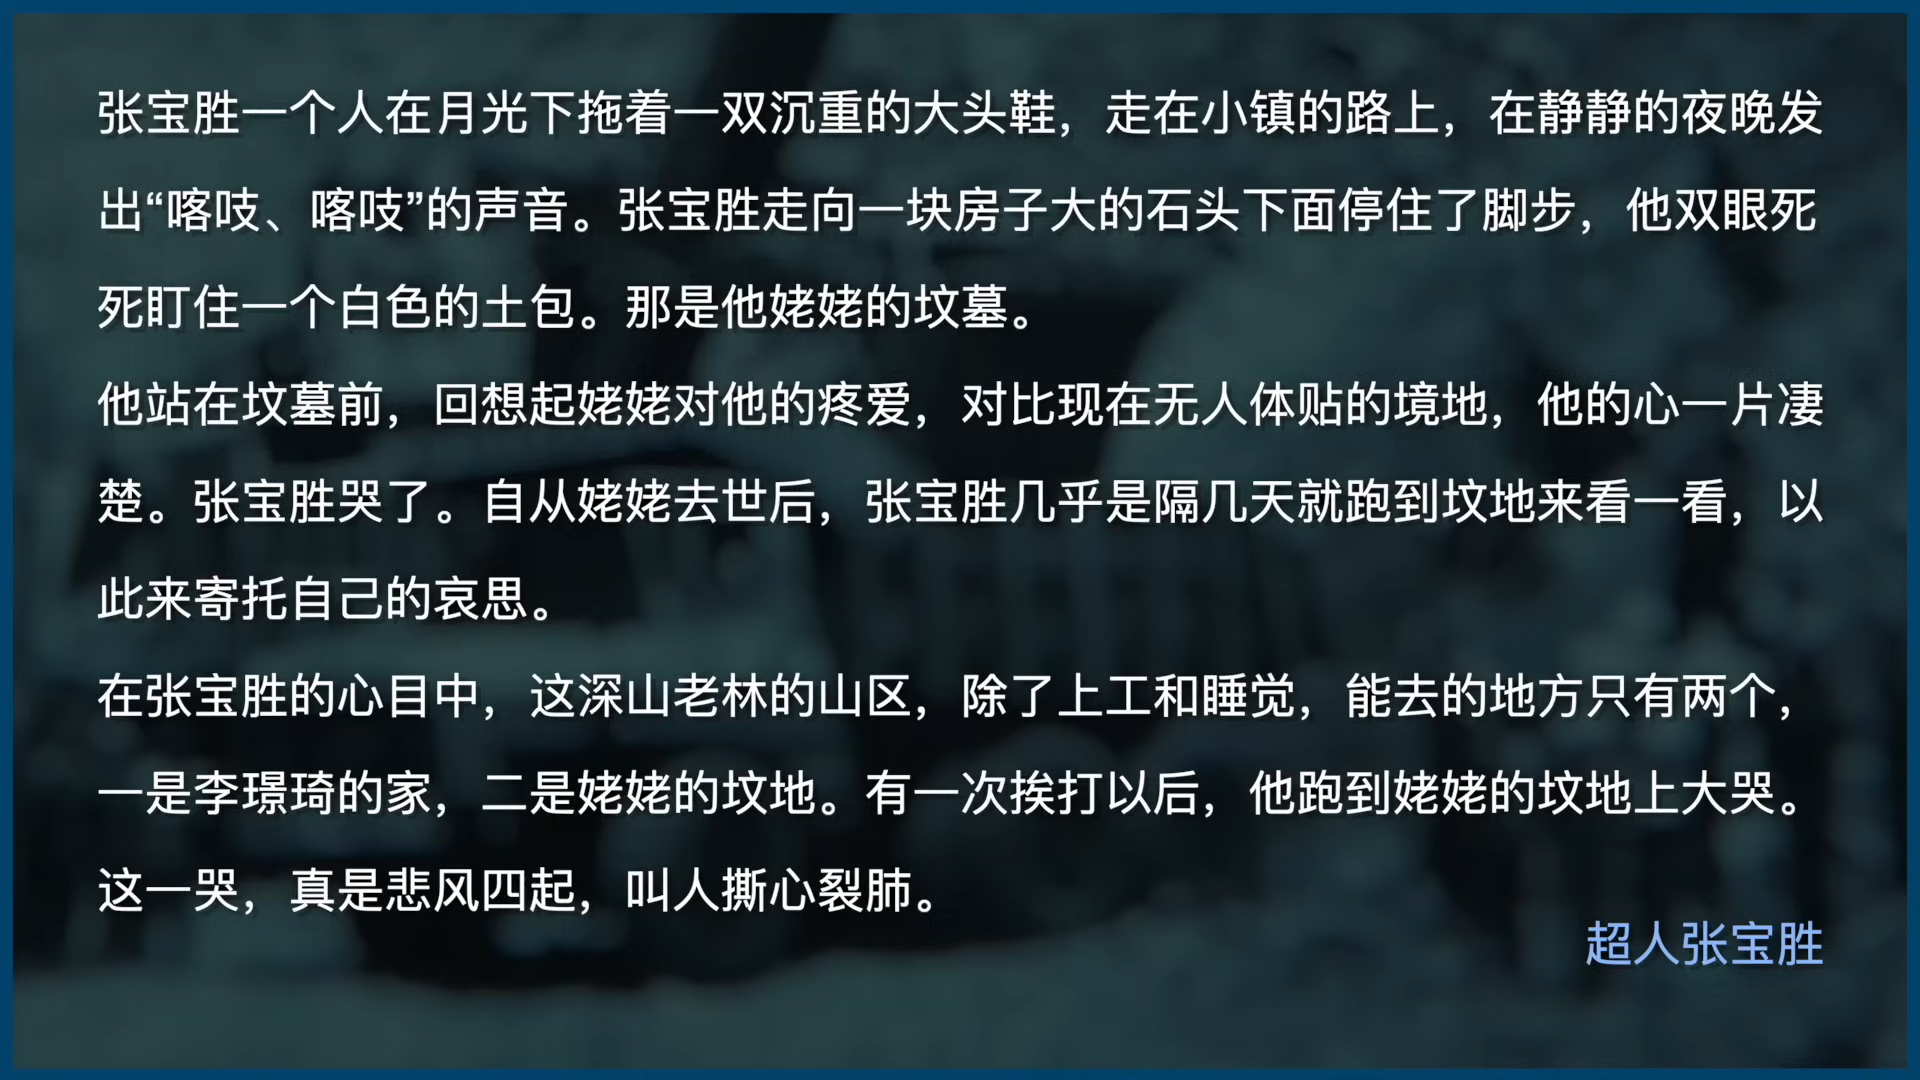 张宝胜一个人在月光下拖着一双沉重的大头鞋，走在小镇的路上，在静静的夜晚发
出“喀吱、喀吱”的声音。张宝胜走向一块房子大的石头下面停住了脚步，他双眼死
死盯住一个白色的土包。那是他姥姥的坟墓。
他站在坟墓前，回想起姥姥对他的疼爱，对比现在无人体贴的境地，他的心一片凄
楚。张宝胜哭了。自从姥姥去世后，张宝胜几乎是隔几天就跑到坟地来看一看，以
此来寄托自己的哀思。
在张宝胜的心目中，这深山老林的山区，除了上工和睡觉，能去的地方只有两个，
一是李璟琦的家，二是姥姥的坟地。有一次挨打以后，他跑到姥姥的坟地上大哭。
这一哭，真是悲风四起，叫人撕心裂肺。
超人张宝胜